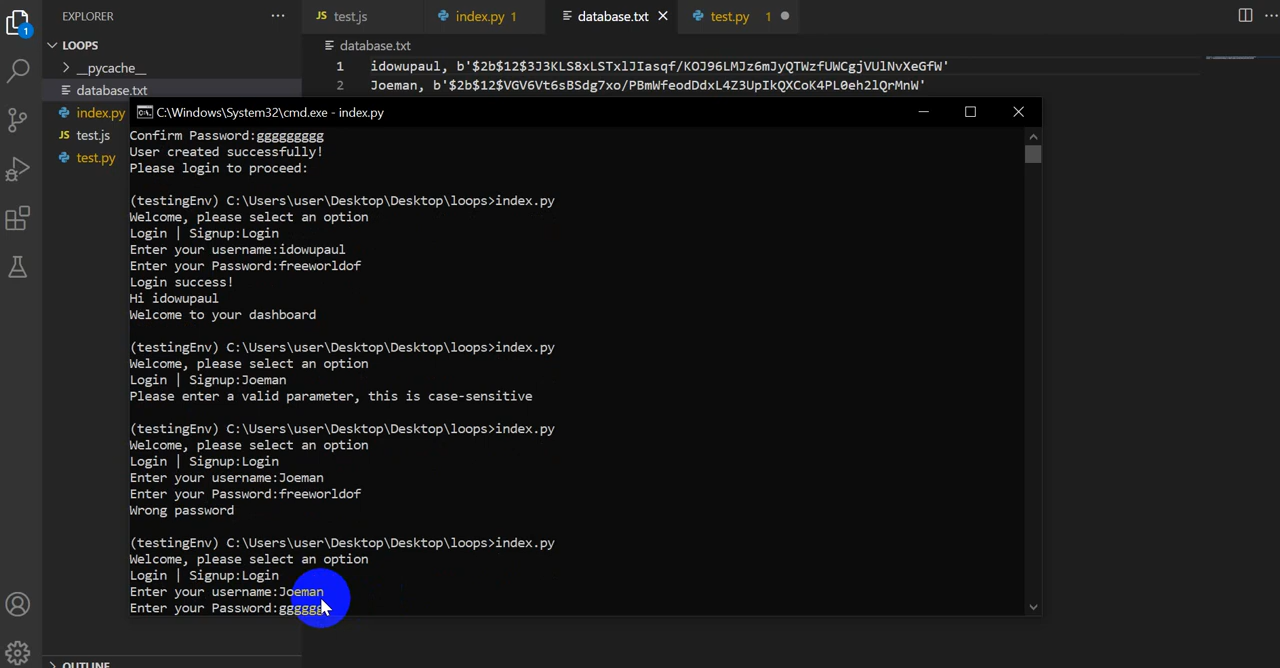 EXPLORER
JS test.js
index.py 1
database.txt
test.py 1
LOOPS
database.txt
__pycache__
1 idowupaul, b'$2b$12$3J3KLS8xLSTxlJIasqf/KOJ96LMJz6mJyQTWzfUWCgjVUlNvXeGfW'
database.txt
2 Joeman, b'$2b$12$VGV6Vt6sBSdg7xo/PBmWfeodDdxL4Z3UpIkQXCoK4PL0eh2lQrMnW'
index.py
JS test.js
test.py
1
C:\Windows\System32\cmd.exe - index.py
Confirm Password:ggggggggg
User created successfully!
Please login to proceed:
(testingEnv) C:\Users\user\Desktop\Desktop\loops>index.py
Welcome, please select an option
Login | Signup:Login
Enter your username:idowupaul
Enter your Password:freeworldof
Login success!
Hi idowupaul
Welcome to your dashboard
(testingEnv) C:\Users\user\Desktop\Desktop\loops>index.py
Welcome, please select an option
Login | Signup:Joeman
Please enter a valid parameter, this is case-sensitive
(testingEnv) C:\Users\user\Desktop\Desktop\loops>index.py
Welcome, please select an option
Login | Signup:Login
Enter your username:Joeman
Enter your Password:freeworldof
Wrong password
(testingEnv) C:\Users\user\Desktop\Desktop\loops>index.py
Welcome, please select an option
Login | Signup:Login
Enter your username:Joeman
Enter your Password:gggggg
OUTLINE